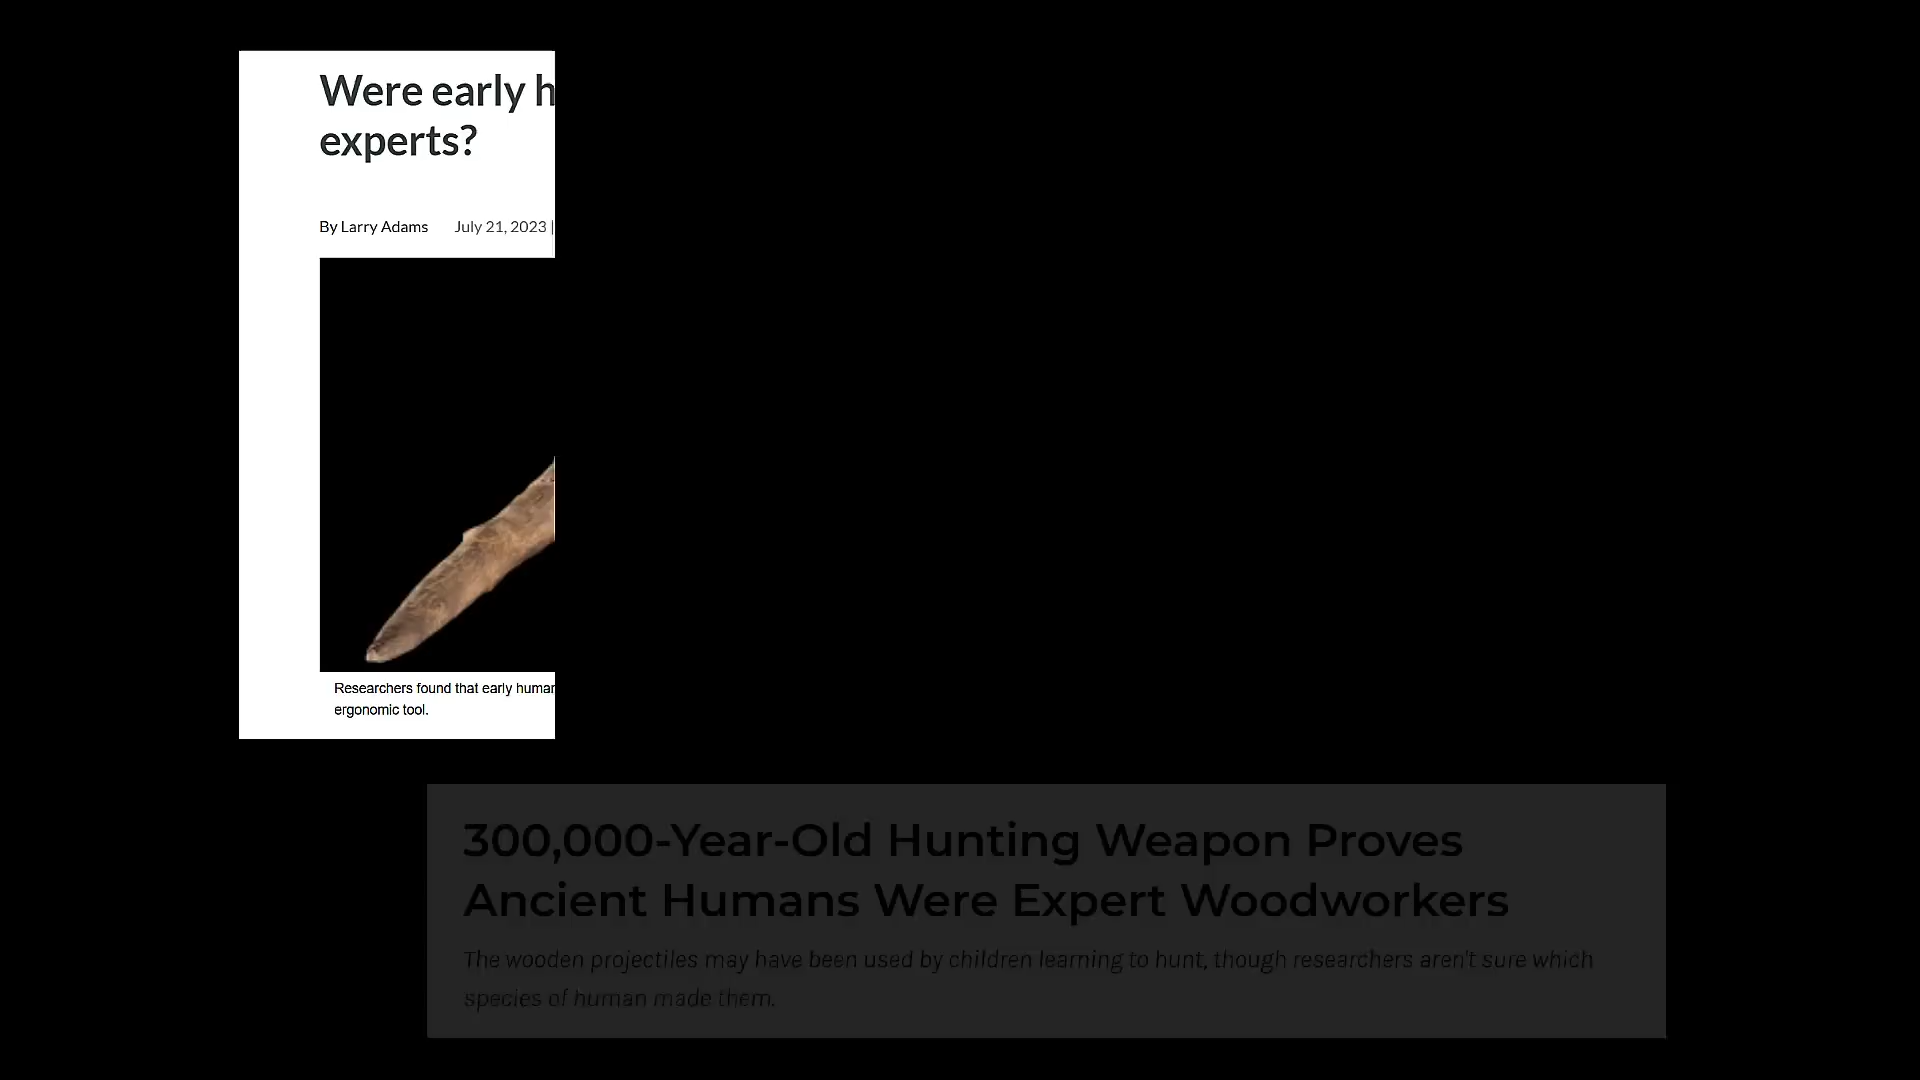 Were early h
experts?
By Larry Adams July 21, 2023 |
Researchers found that early human
ergonomic tool.
300,000-Year-Old Hunting Weapon Proves
Ancient Humans Were Expert Woodworkers
The wooden projectiles may have been used by children learning to hunt, though researchers aren't sure which
species of human made them.